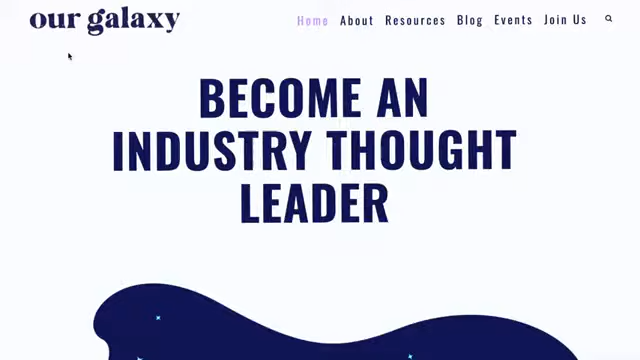 our galaxy
Home About Resources Blog Events Join Us
BECOME AN
INDUSTRY THOUGHT
LEADER